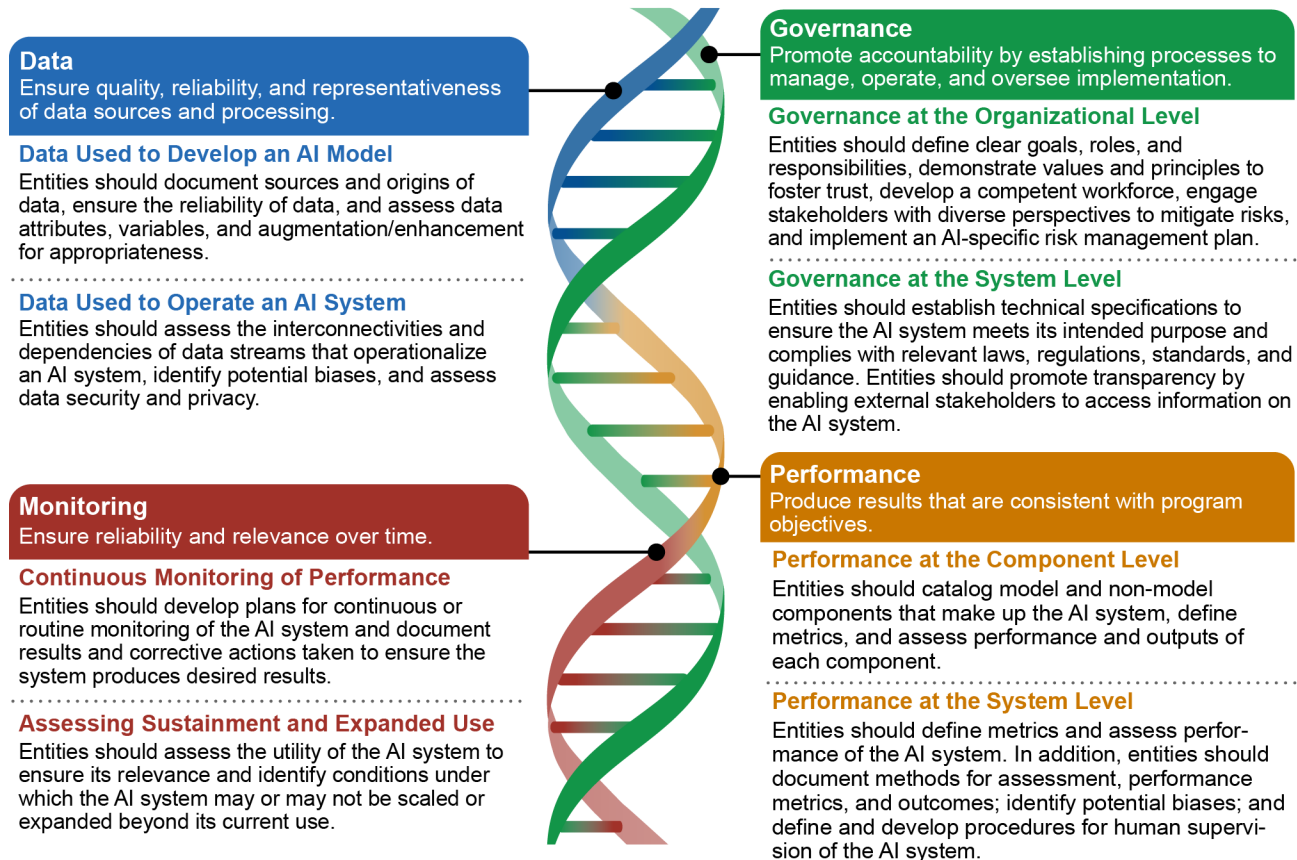 Data
Ensure quality, reliability, and representativeness
of data sources and processing.
Data Used to Develop an AI Model
Entities should document sources and origins of
data, ensure the reliability of data, and assess data
attributes, variables, and augmentation/enhancement
for appropriateness.
Data Used to Operate an AI System
Entities should assess the interconnectivities and
dependencies of data streams that operationalize
an AI system, identify potential biases, and assess
data security and privacy.
Monitoring
Ensure reliability and relevance over time.
Continuous Monitoring of Performance
Entities should develop plans for continuous or
routine monitoring of the AI system and document
results and corrective actions taken to ensure the
system produces desired results.
Assessing Sustainment and Expanded Use
Entities should assess the utility of the AI system to
ensure its relevance and identify conditions under
which the AI system may or may not be scaled or
expanded beyond its current use.
Governance
Promote accountability by establishing processes to
manage, operate, and oversee implementation.
Governance at the Organizational Level
Entities should define clear goals, roles, and
responsibilities, demonstrate values and principles to
foster trust, develop a competent workforce, engage
stakeholders with diverse perspectives to mitigate risks,
and implement an AI-specific risk management plan.
Governance at the System Level
Entities should establish technical specifications to
ensure the AI system meets its intended purpose and
complies with relevant laws, regulations, standards, and
guidance. Entities should promote transparency by
enabling external stakeholders to access information on
the AI system.
Performance
Produce results that are consistent with program
objectives.
Performance at the Component Level
Entities should catalog model and non-model
components that make up the AI system, define
metrics, and assess performance and outputs of
each component.
Performance at the System Level
Entities should define metrics and assess perfor-
mance of the AI system. In addition, entities should
document methods for assessment, performance
metrics, and outcomes; identify potential biases; and
define and develop procedures for human supervi-
sion of the AI system.